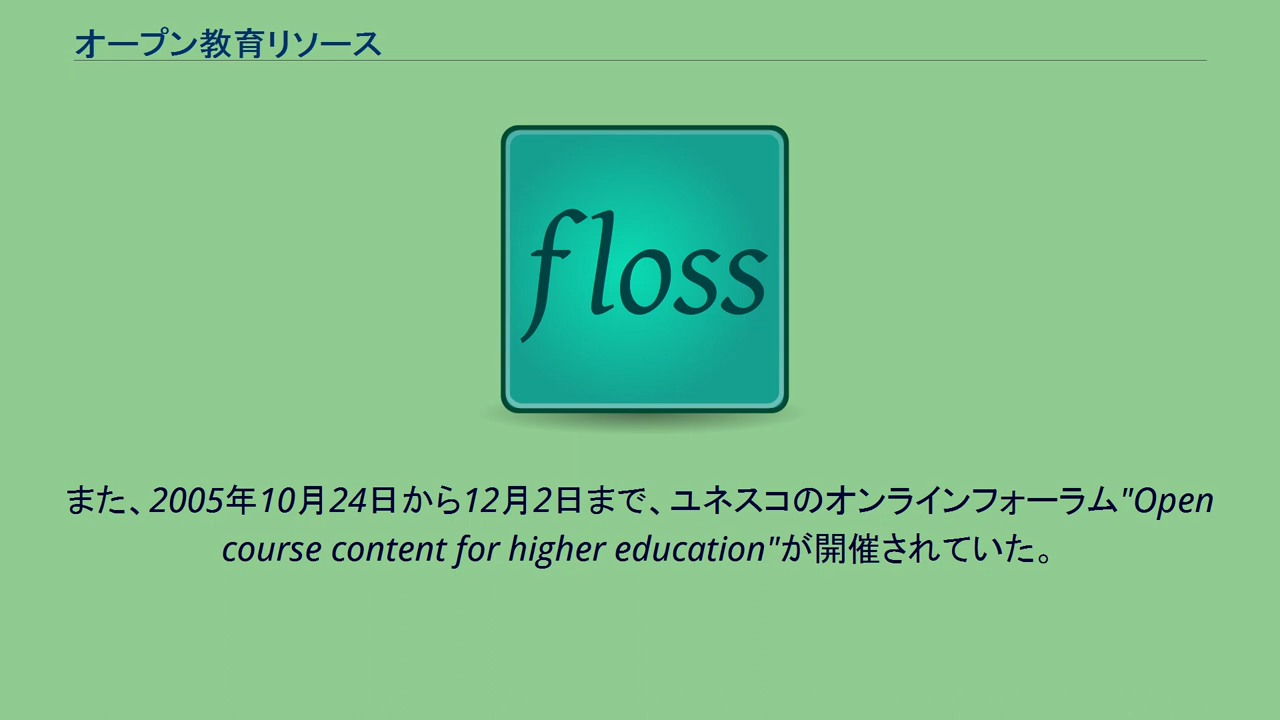 オープン教育リソース
floss
また、2005年10月24日から12月2日まで、ユネスコのオンラインフォーラム"Open
course content for higher education"が開催されていた。